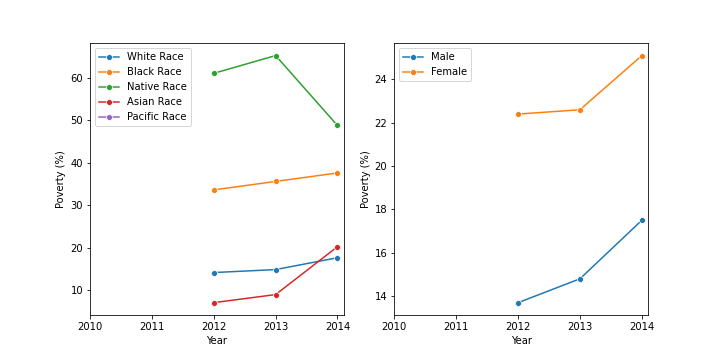 White Race
Black Race
Native Race
Asian Race
Pacific Race
60
50
40
30
20
10
Poverty (%)
2010 2011 2012 2013 2014
Year
Male
Female
24
22
20
18
16
14
Poverty (%)
2010 2011 2012 2013 2014
Year